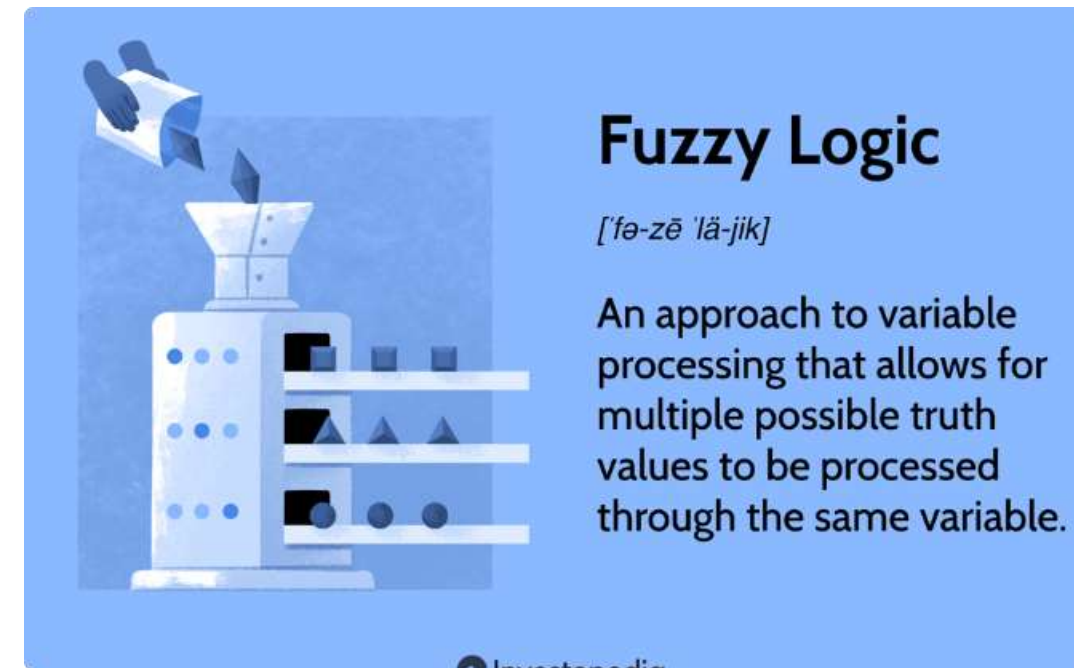 Fuzzy Logic
[ˈfə-zē ˈlä-jik]
An approach to variable
processing that allows for
multiple possible truth
values to be processed
through the same variable.
Investopedia